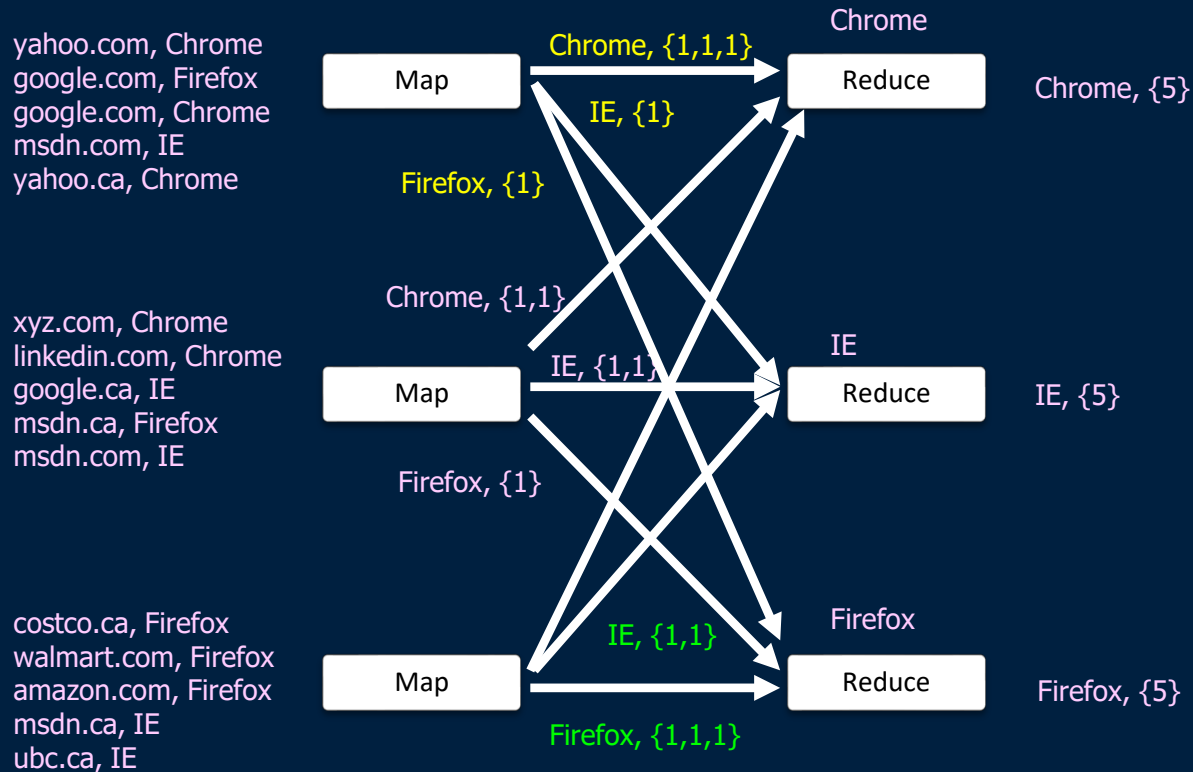 Chrome
yahoo.com, Chrome
google.com, Firefox
google.com, Chrome
msdn.com, IE
yahoo.ca, Chrome
Map
Chrome, {1,1,1}
IE, {1}
Firefox, {1}
Reduce
Chrome, {5}
xyz.com, Chrome
linkedin.com, Chrome
google.ca, IE
msdn.ca, Firefox
msdn.com, IE
Map
Chrome, {1,1}
IE, {1,1}
Firefox, {1}
IE
Reduce
IE, {5}
costco.ca, Firefox
walmart.com, Firefox
amazon.com, Firefox
msdn.ca, IE
ubc.ca, IE
Map
IE, {1,1}
Firefox, {1,1,1}
Firefox
Reduce
Firefox, {5}